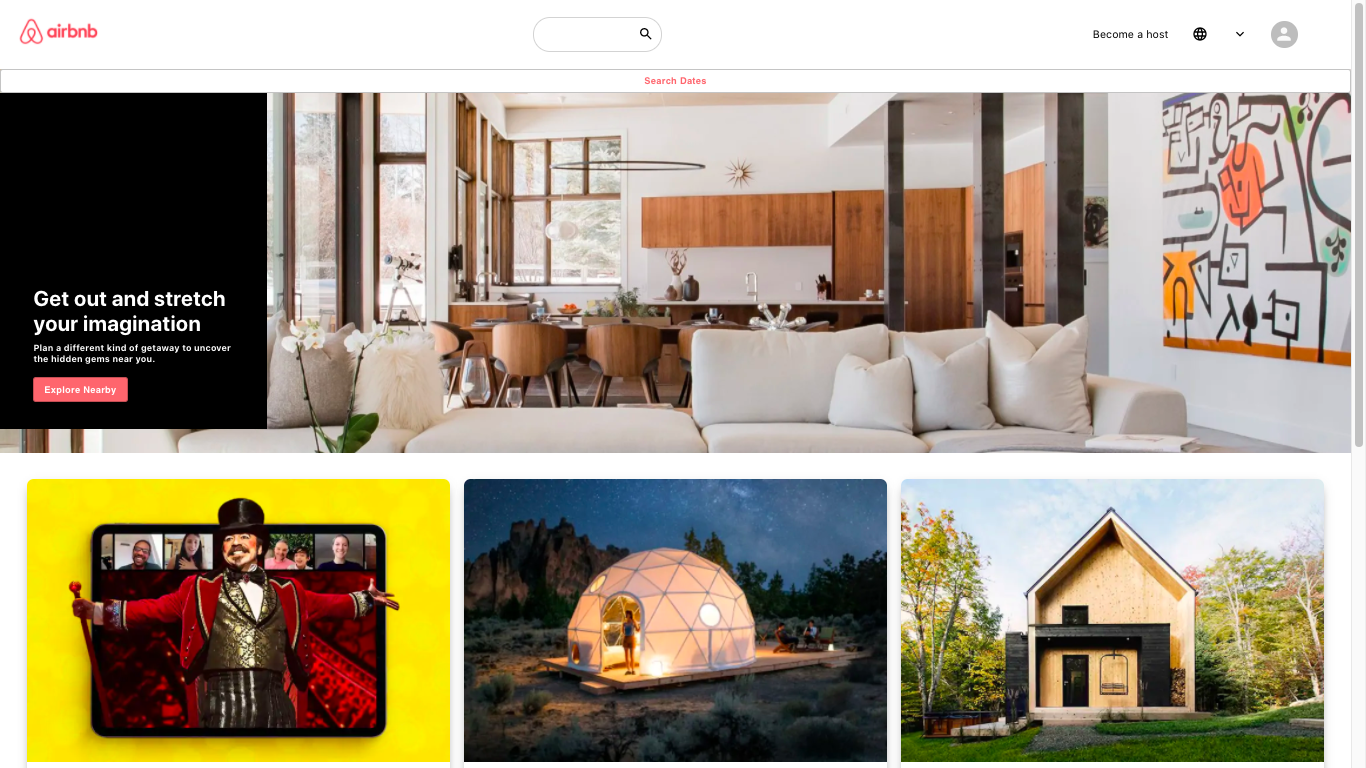 airbnb
Become a host
Search Dates
Get out and stretch
your imagination
Plan a different kind of getaway to uncover
the hidden gems near you.
Explore Nearby